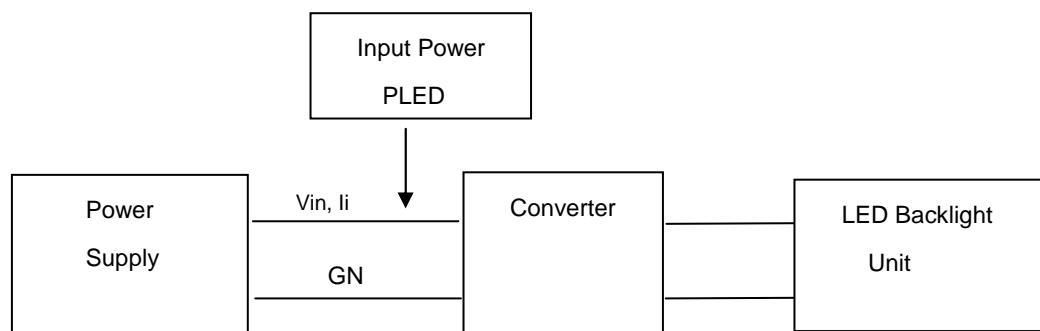 Input Power
PLED
Power
Supply
Vin, Ii
GN
Converter
LED Backlight
Unit